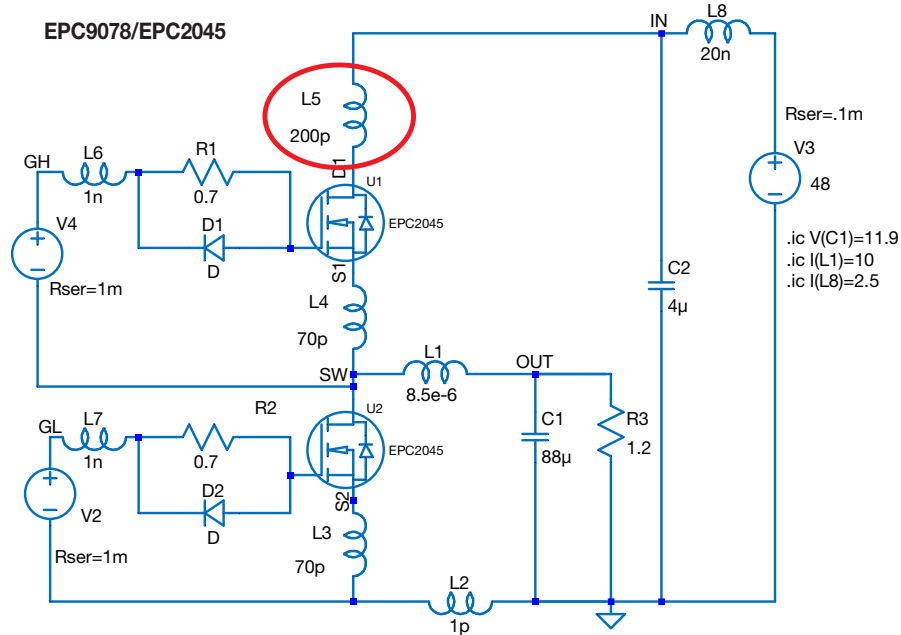 EPC9078/EPC2045
IN
L8
20n
L5
200p
Rser=.1m
V3
48
.ic V(C1)=11.9
.ic I(L1)=10
.ic I(L8)=2.5
GH
L6
1n
R1
0.7
D1
D
V4
Rser=1m
D1
U1
EPC2045
S1
L4
70p
C2
4µ
SW
L1
8.5e-6
OUT
C1
88µ
R3
1.2
GL
L7
1n
R2
0.7
D2
D
V2
Rser=1m
U2
EPC2045
S2
L3
70p
L2
1p